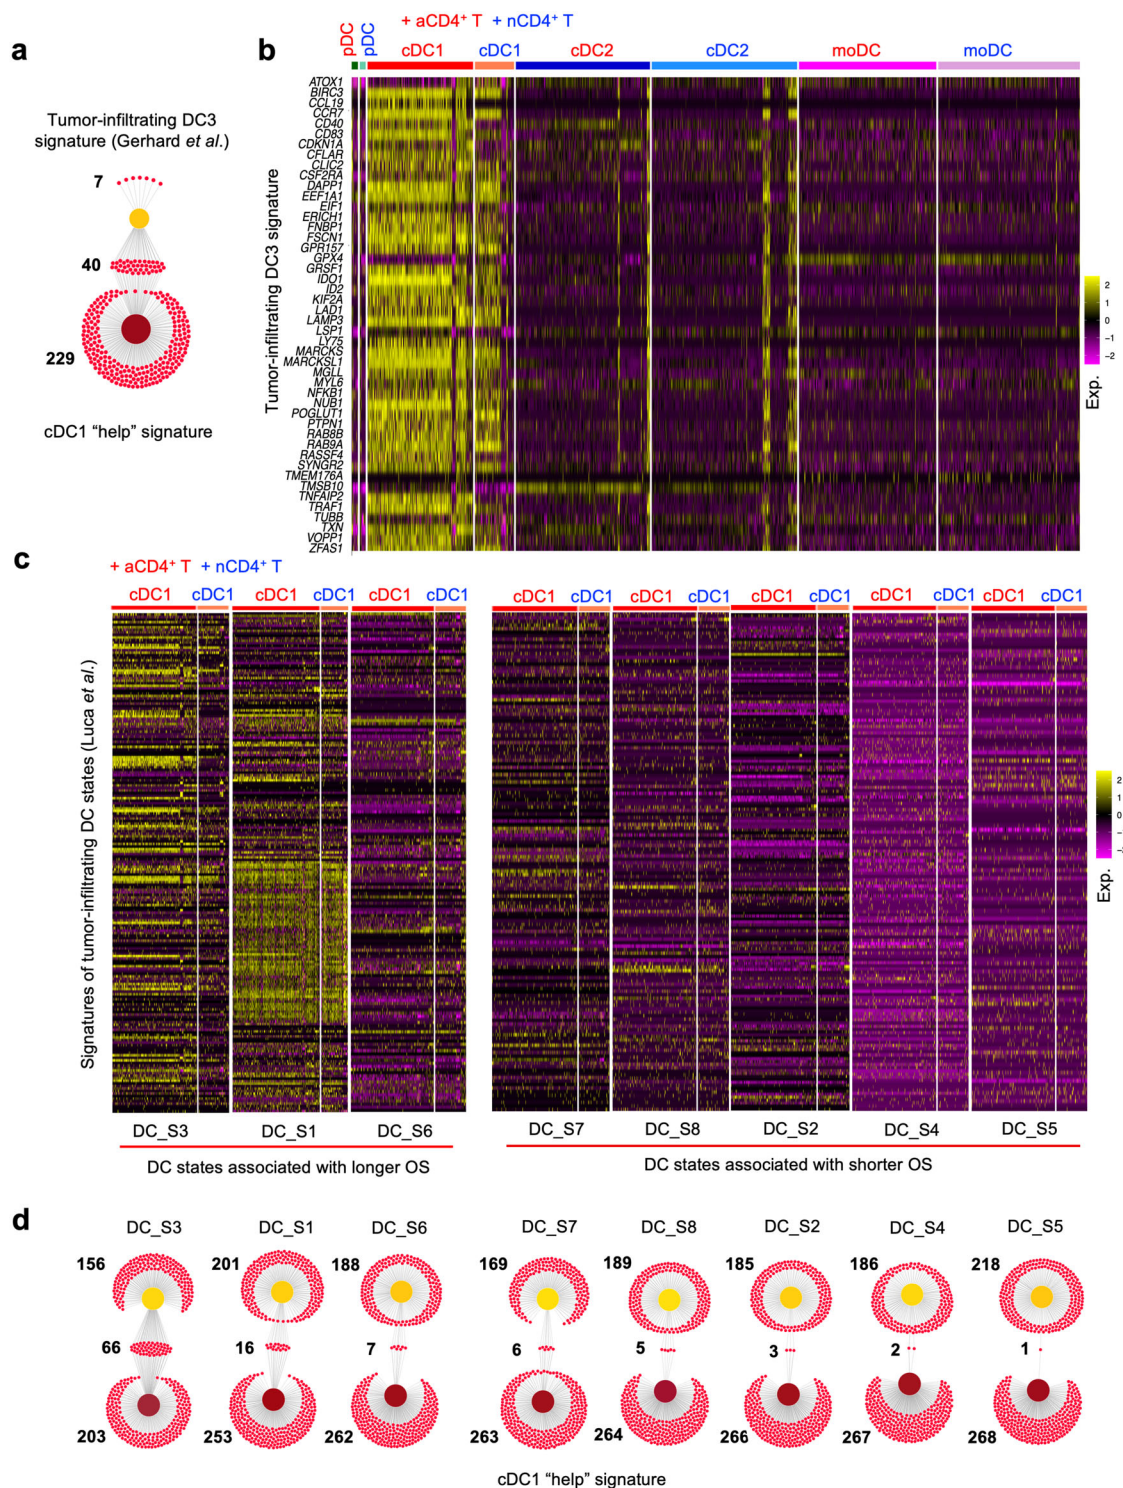 a
Tumor-infiltrating DC3
signature (Gerhard et al.)
7
40
229
cDC1 “help” signature
b
+ aCD4⁺ T + nCD4⁺ T
pDC pDC cDC1 cDC1 cDC2 cDC2 moDC moDC
Tumor-infiltrating DC3 signature
ATOX1
BIRC3
CCL19
CCR7
CD40
CD83
CDKN1A
CFLAR
CLIC2
CSF2RA
DAPP1
EEF1A1
EIF1
ERICH1
FNBP1
FSCN1
GPR157
GPX4
GRSF1
IDO1
ID2
KIF2A
LAD1
LAMP3
LSP1
LY75
MARCKS
MARCKSL1
MGLL
MYL6
NFKB1
NUB1
POGLUT1
PTPN1
RAB8B
RAB9A
RASSF4
SYNGR2
TMEM176A
TMSB10
TNFAIP2
TRAF1
TUBB
TXN
VOPP1
ZFAS1
2
1
0
−1
−2
Exp.
c
+ aCD4⁺ T + nCD4⁺ T
cDC1 cDC1 cDC1 cDC1 cDC1 cDC1 cDC1 cDC1 cDC1 cDC1 cDC1 cDC1 cDC1 cDC1 cDC1 cDC1
Signatures of tumor-infiltrating DC states (Luca et al.)
2
1
0
Exp.
DC_S3 DC_S1 DC_S6 DC_S7 DC_S8 DC_S2 DC_S4 DC_S5
DC states associated with longer OS DC states associated with shorter OS
d
DC_S3 DC_S1 DC_S6 DC_S7 DC_S8 DC_S2 DC_S4 DC_S5
156 201 188 169 189 185 186 218
66 16 7 6 5 3 2 1
203 253 262 263 264 266 267 268
cDC1 “help” signature